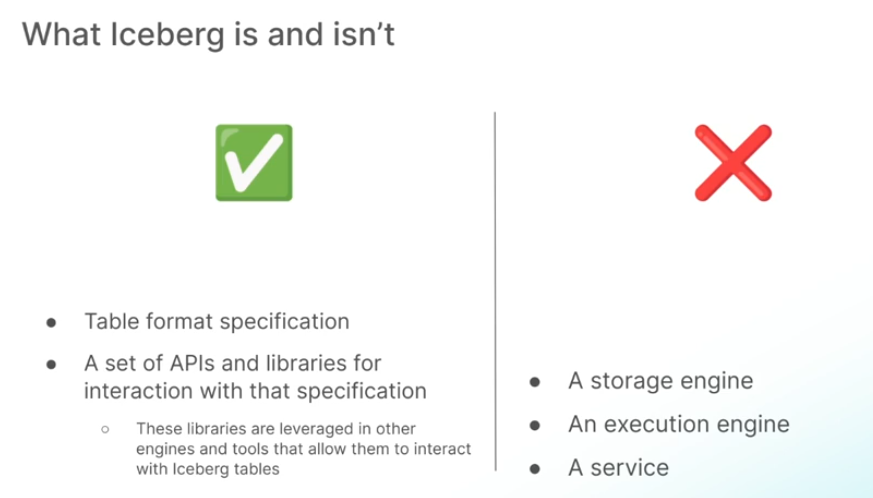 What Iceberg is and isn’t
● Table format specification
● A set of APIs and libraries for
interaction with that specification
○ These libraries are leveraged in other
engines and tools that allow them to interact
with Iceberg tables
● A storage engine
● An execution engine
● A service